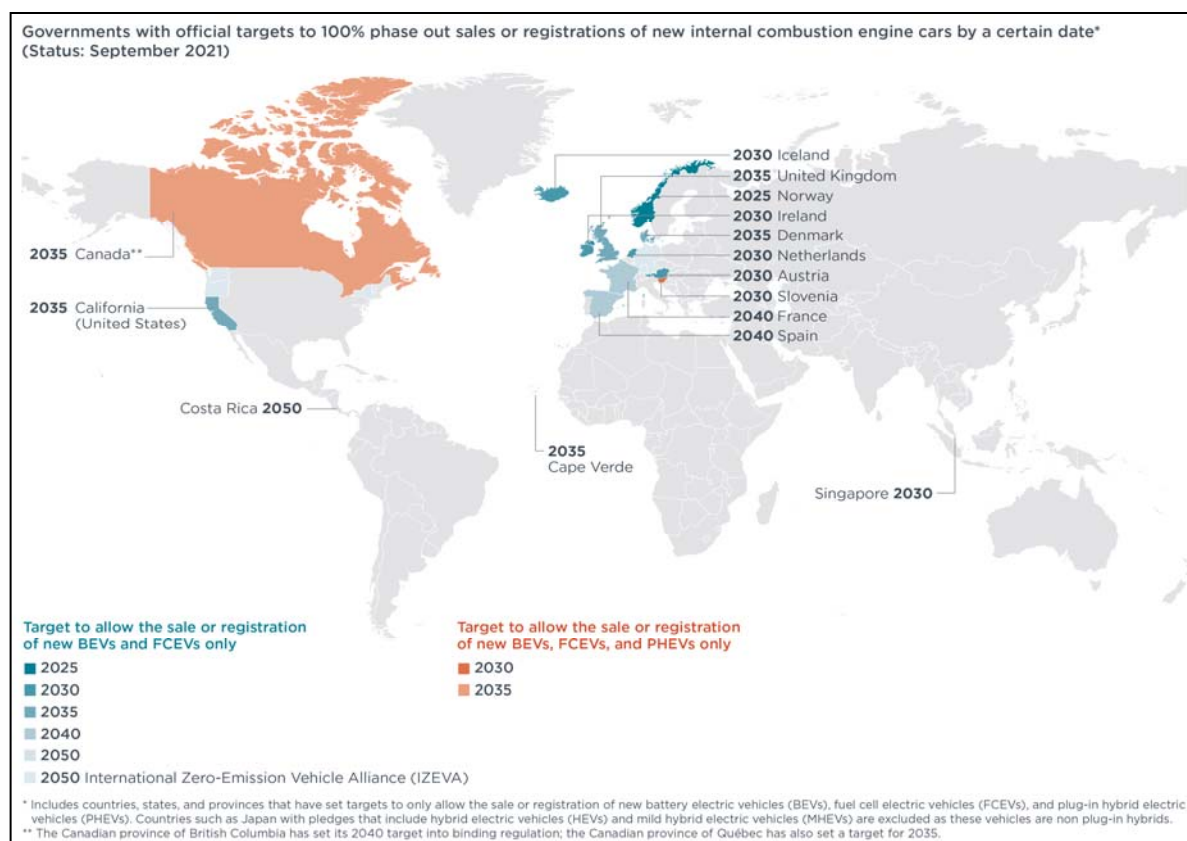 Governments with official targets to 100% phase out sales or registrations of new internal combustion engine cars by a certain date*
(Status: September 2021)
2030 Iceland
2035 United Kingdom
2025 Norway
2030 Ireland
2035 Denmark
2030 Netherlands
2030 Austria
2030 Slovenia
2040 France
2040 Spain
2035 Canada**
2035 California
(United States)
Costa Rica 2050
2035
Cape Verde
Singapore 2030
Target to allow the sale or registration
of new BEVs and FCEVs only
2025
2030
2035
2040
2050
2050 International Zero-Emission Vehicle Alliance (IZEVA)
Target to allow the sale or registration
of new BEVs, FCEVs, and PHEVs only
2030
2035
* Includes countries, states, and provinces that have set targets to only allow the sale or registration of new battery electric vehicles (BEVs), fuel cell electric vehicles (FCEVs), and plug-in hybrid electric
vehicles (PHEVs). Countries such as Japan with pledges that include hybrid electric vehicles (HEVs) and mild hybrid electric vehicles (MHEVs) are excluded as these vehicles are non plug-in hybrids.
** The Canadian province of British Columbia has set its 2040 target into binding regulation; the Canadian province of Québec has also set a target for 2035.